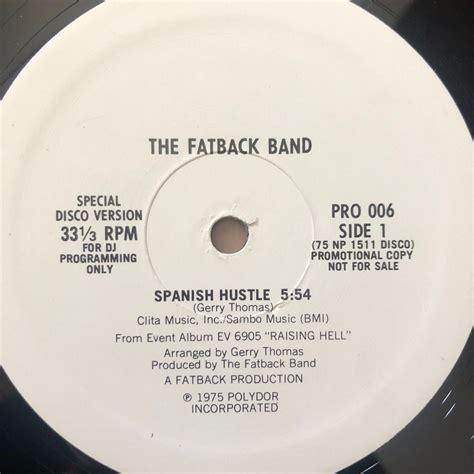 THE FATBACK BAND
SPECIAL
DISCO VERSION
33⅓ RPM
FOR DJ
PROGRAMMING
ONLY
PRO 006
SIDE 1
(75 NP 1511 DISCO)
PROMOTIONAL COPY
NOT FOR SALE
SPANISH HUSTLE 5:54
(Gerry Thomas)
Clita Music, Inc./Sambo Music (BMI)
From Event Album EV 6905 "RAISING HELL"
Arranged by Gerry Thomas
Produced by The Fatback Band
A FATBACK PRODUCTION
℗ 1975 POLYDOR
INCORPORATED